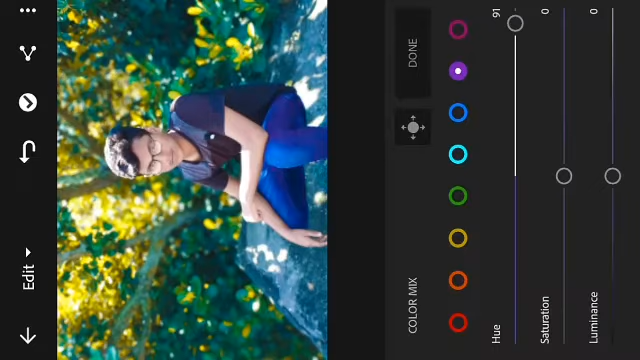 Edit
COLOR MIX
DONE
Hue
91
Saturation
0
Luminance
0